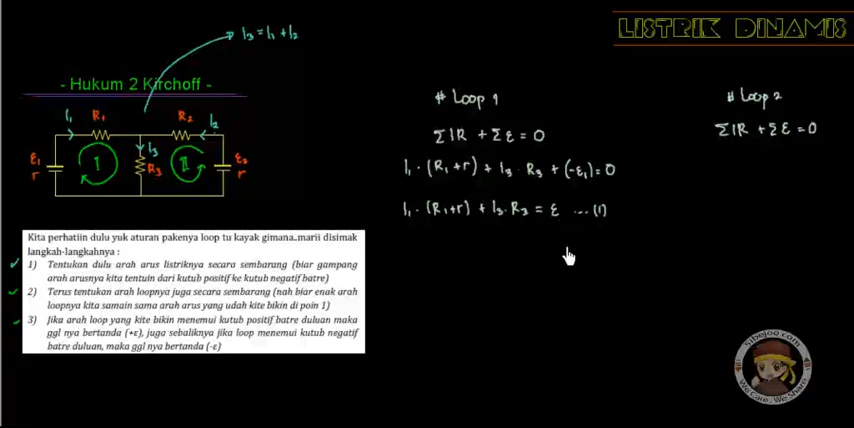 LISTRIK DINAMIS
I₃ = I₁ + I₂
- Hukum 2 Kirchoff -
I₁ R₁ R₂ I₂
I₃
ε₁ I R₃ II ε₂
r r
# Loop 1
ΣIR + Σε = 0
I₁ . (R₁ + r) + I₃ . R₃ + (-ε₁) = 0
I₁ . (R₁ + r) + I₃ . R₃ = ε ... (1)
# Loop 2
ΣIR + Σε = 0
Kita perhatiin dulu yuk aturan pakenya loop tu kayak gimana..marii disimak
langkah-langkahnya :
1) Tentukan dulu arah arus listriknya secara sembarang (biar gampang
arah arusnya kita tentuin dari kutub positif ke kutub negatif batre)
2) Terus tentukan arah loopnya juga secara sembarang (nah biar enak arah
loopnya kita samain sama arah arus yang udah kite bikin di poin 1)
3) Jika arah loop yang kite bikin menemui kutub positif batre duluan maka
ggl nya bertanda (+ε), juga sebaliknya jika loop menemui kutub negatif
batre duluan, maka ggl nya bertanda (-ε)
sibejoo.com
We Care, We Share